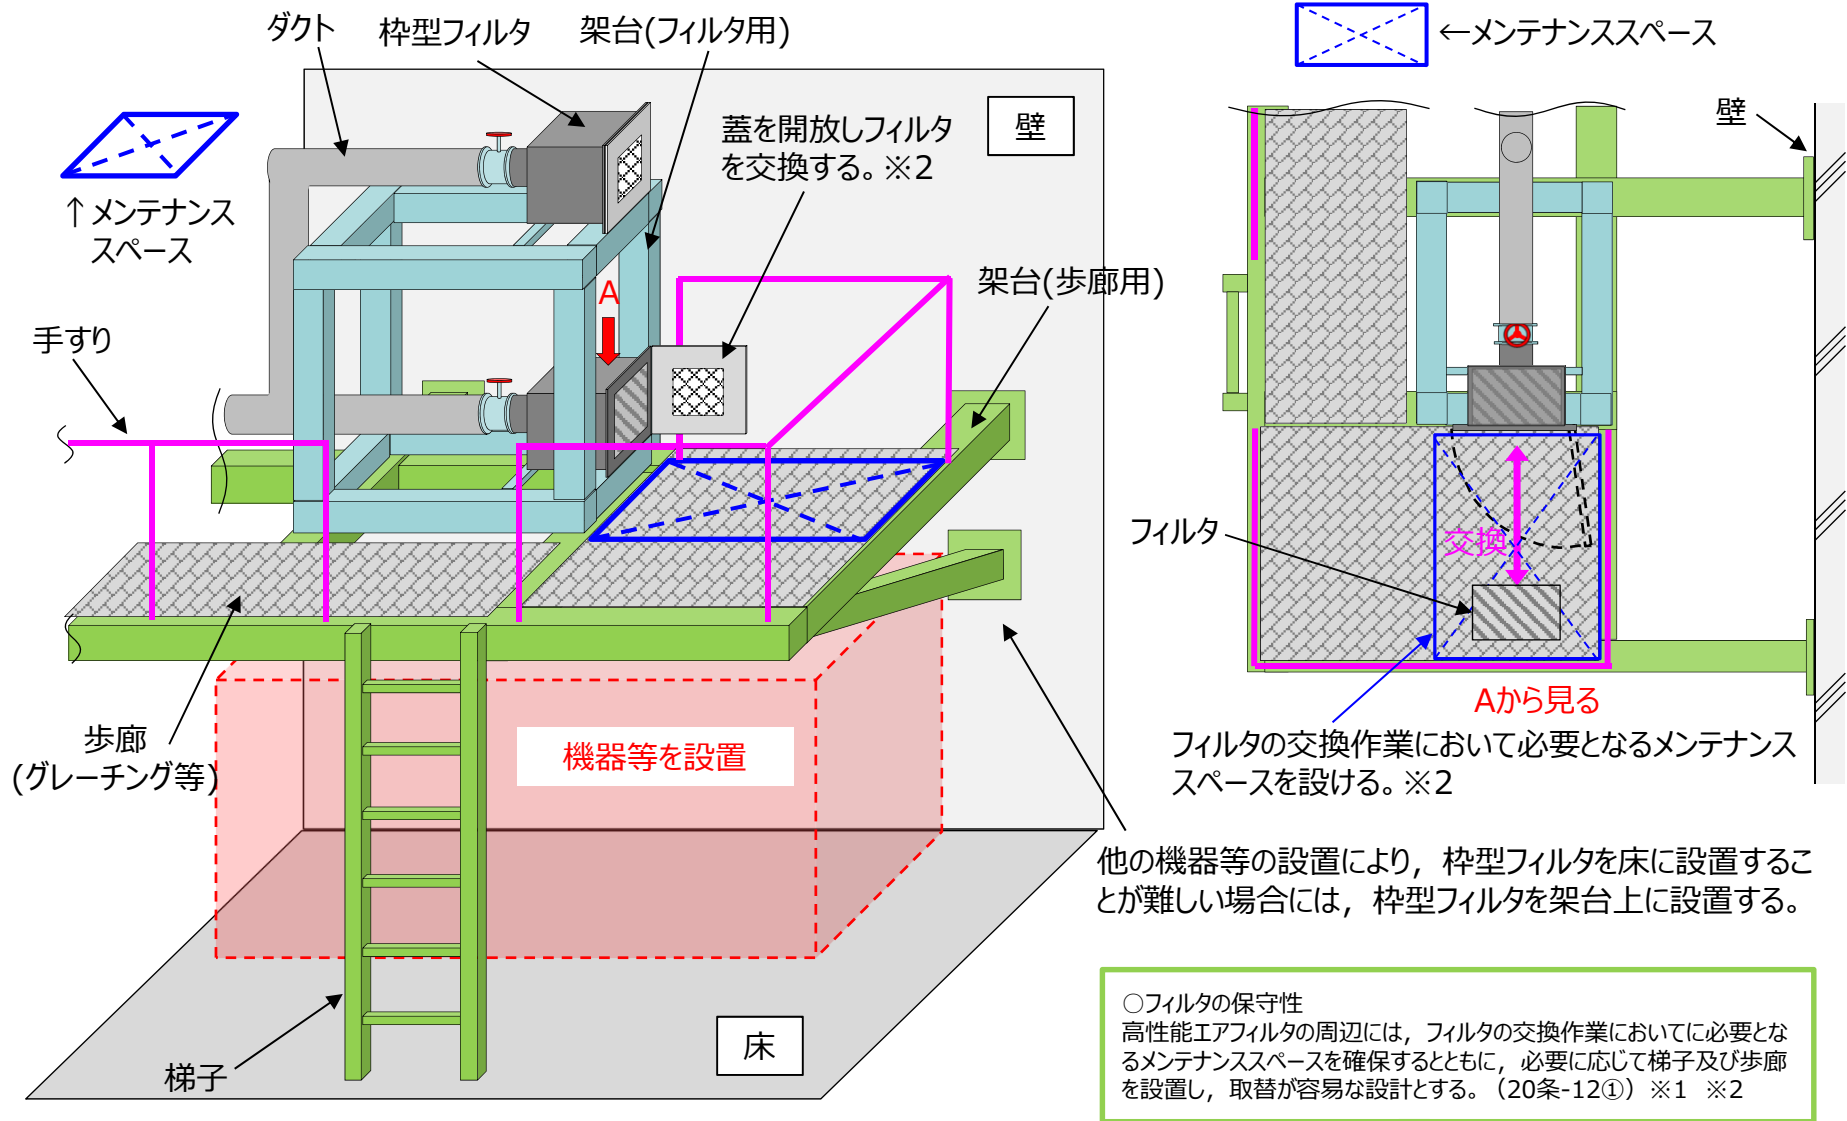 ダクト
枠型フィルタ
架台(フィルタ用)
←メンテナンススペース
壁
蓋を開放しフィルタ
を交換する。※2
壁
↑メンテナンス
スペース
A
架台(歩廊用)
手すり
フィルタ
交換
Aから見る
歩廊
(グレーチング等)
機器等を設置
フィルタの交換作業において必要となるメンテナンス
スペースを設ける。※2
他の機器等の設置により，枠型フィルタを床に設置するこ
とが難しい場合には，枠型フィルタを架台上に設置する。
床
梯子
○フィルタの保守性
高性能エアフィルタの周辺には，フィルタの交換作業においてに必要とな
るメンテナンススペースを確保するとともに，必要に応じて梯子及び歩廊
を設置し，取替が容易な設計とする。（20条-12①）※1　※2